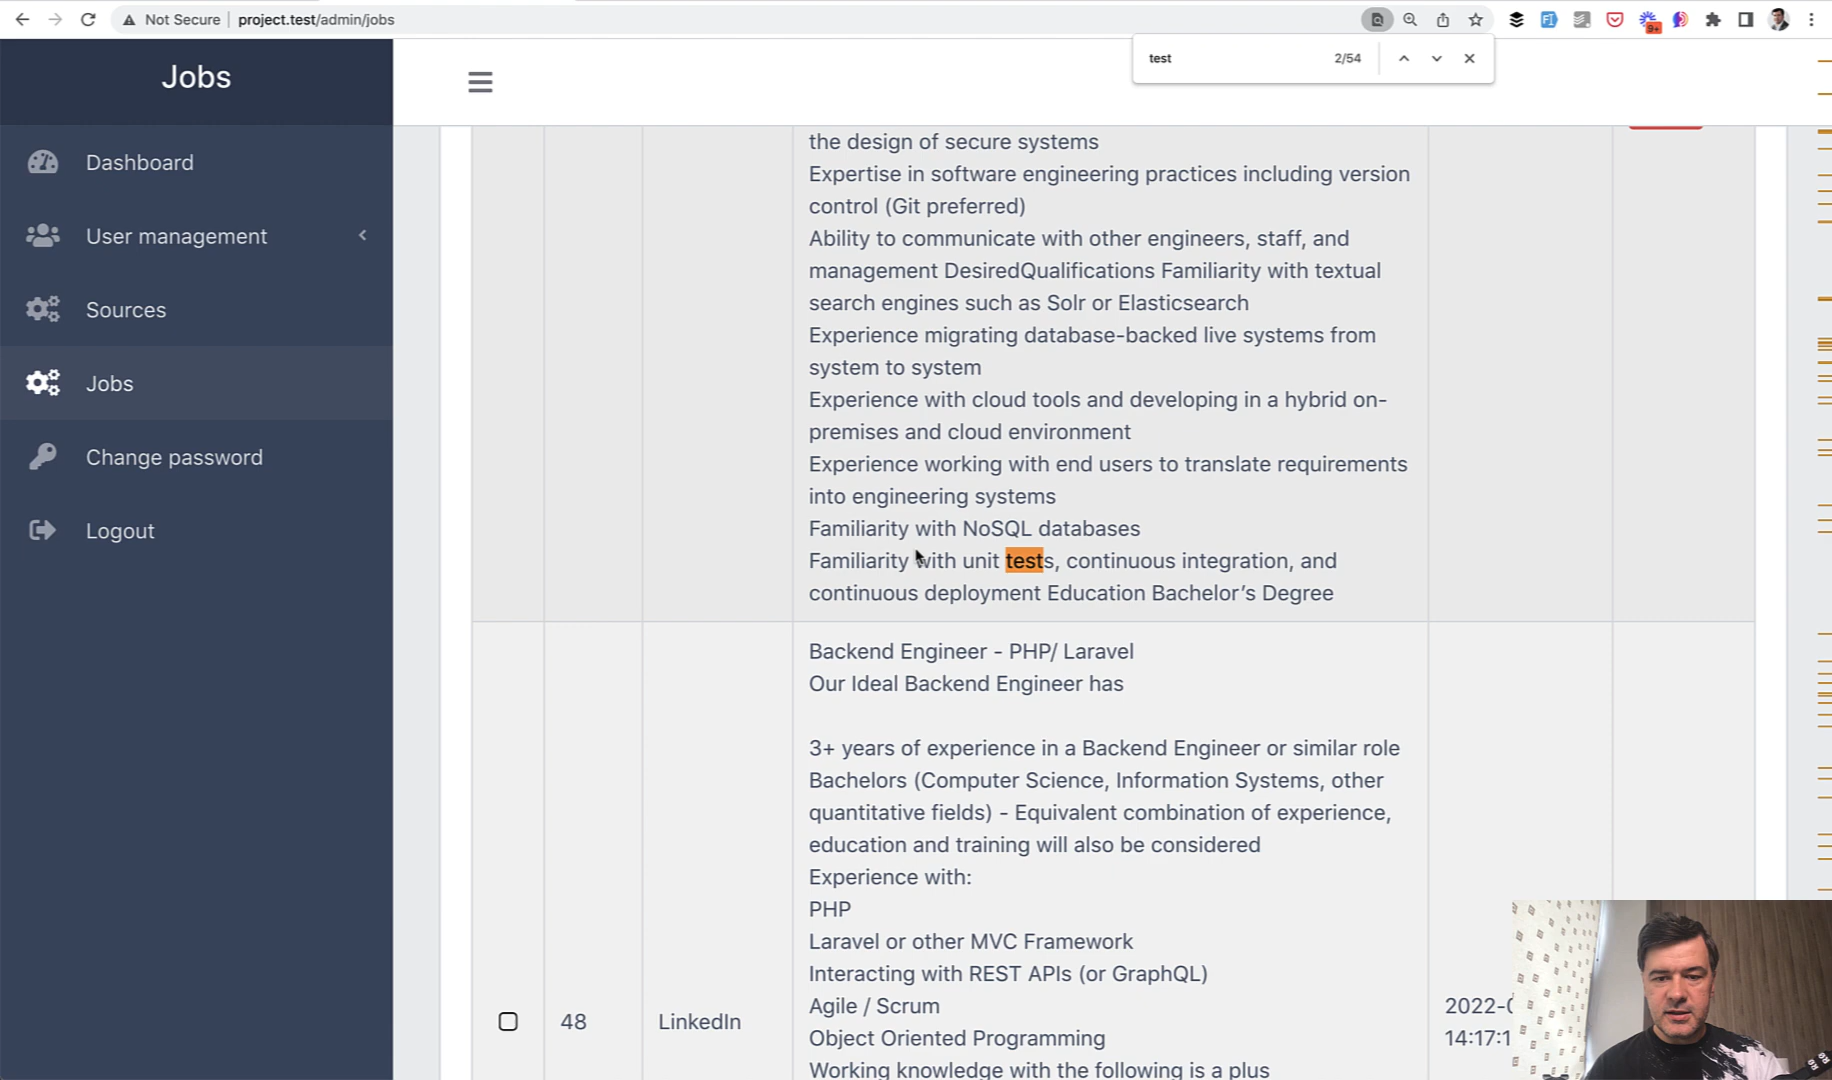 Not Secure
project.test/admin/jobs
9+
test
2/54
Jobs
Dashboard
User management
Sources
Jobs
Change password
Logout
the design of secure systems
Expertise in software engineering practices including version
control (Git preferred)
Ability to communicate with other engineers, staff, and
management DesiredQualifications Familiarity with textual
search engines such as Solr or Elasticsearch
Experience migrating database-backed live systems from
system to system
Experience with cloud tools and developing in a hybrid on-
premises and cloud environment
Experience working with end users to translate requirements
into engineering systems
Familiarity with NoSQL databases
Familiarity with unit tests, continuous integration, and
continuous deployment Education Bachelor’s Degree
Backend Engineer - PHP/ Laravel
Our Ideal Backend Engineer has
3+ years of experience in a Backend Engineer or similar role
Bachelors (Computer Science, Information Systems, other
quantitative fields) - Equivalent combination of experience,
education and training will also be considered
Experience with:
PHP
Laravel or other MVC Framework
Interacting with REST APIs (or GraphQL)
Agile / Scrum
Object Oriented Programming
Working knowledge with the following is a plus
48
LinkedIn
2022-
14:17:1